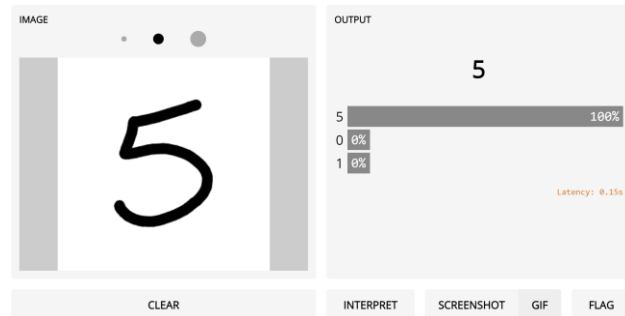 IMAGE
5
CLEAR
OUTPUT
5
5 100%
0 0%
1 0%
Latency: 0.15s
INTERPRET SCREENSHOT GIF FLAG